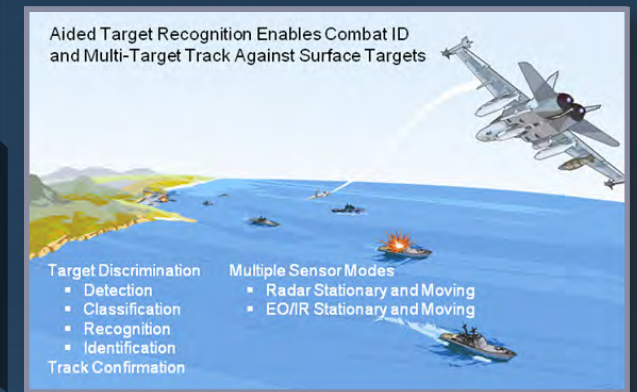 Aided Target Recognition Enables Combat ID
and Multi-Target Track Against Surface Targets
Target Discrimination
▪ Detection
▪ Classification
▪ Recognition
▪ Identification
Track Confirmation
Multiple Sensor Modes
▪ Radar Stationary and Moving
▪ EO/IR Stationary and Moving